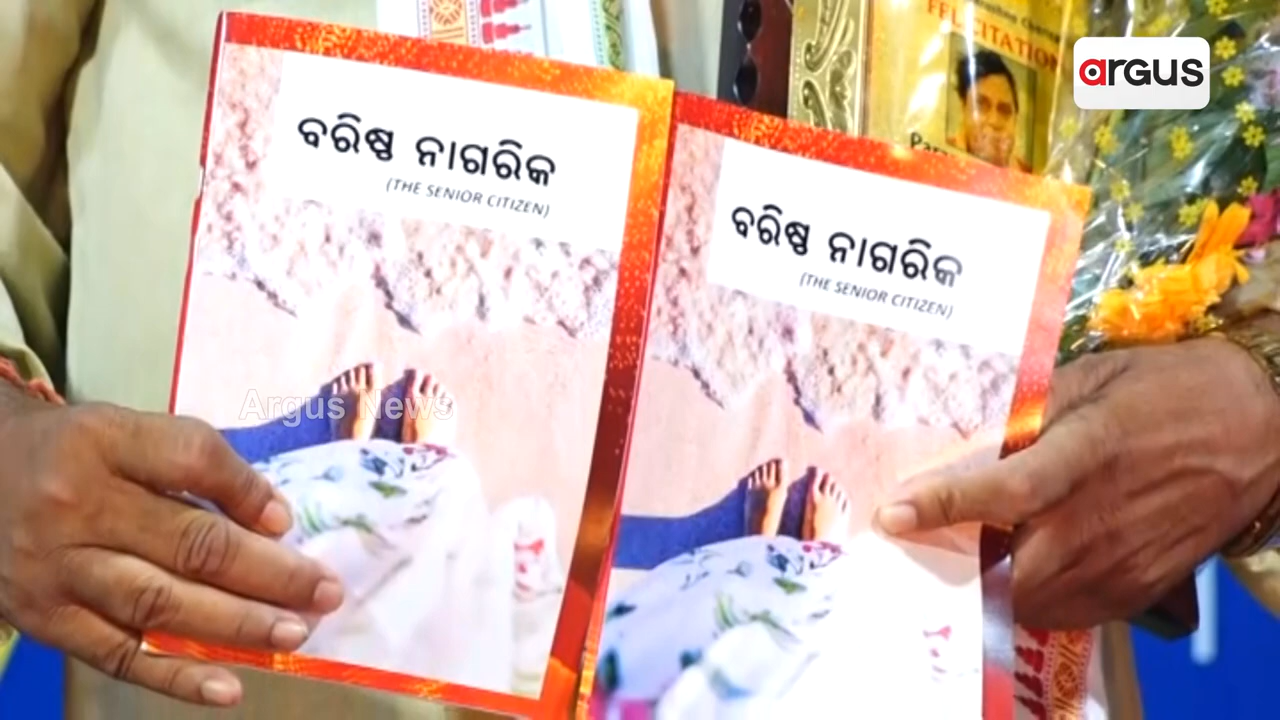 ବରିଷ୍ଠ ନାଗରିକ
(THE SENIOR CITIZEN)
ବରିଷ୍ଠ ନାଗରିକ
(THE SENIOR CITIZEN)
FELICITATION
argus
Argus News